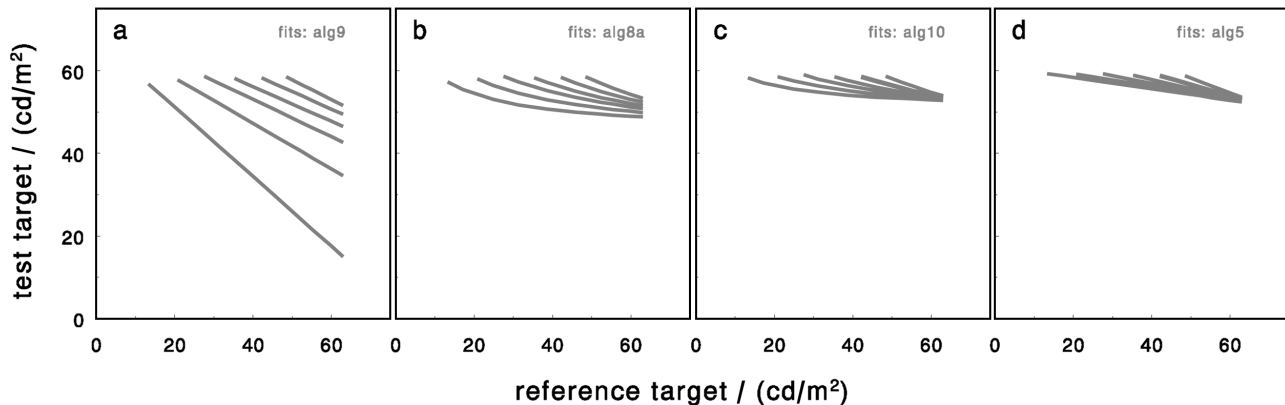 a
fits: alg9
b
fits: alg8a
c
fits: alg10
d
fits: alg5
test target / (cd/m²)
60
40
20
0
0 20 40 60 0 20 40 60 0 20 40 60 0 20 40 60
reference target / (cd/m²)